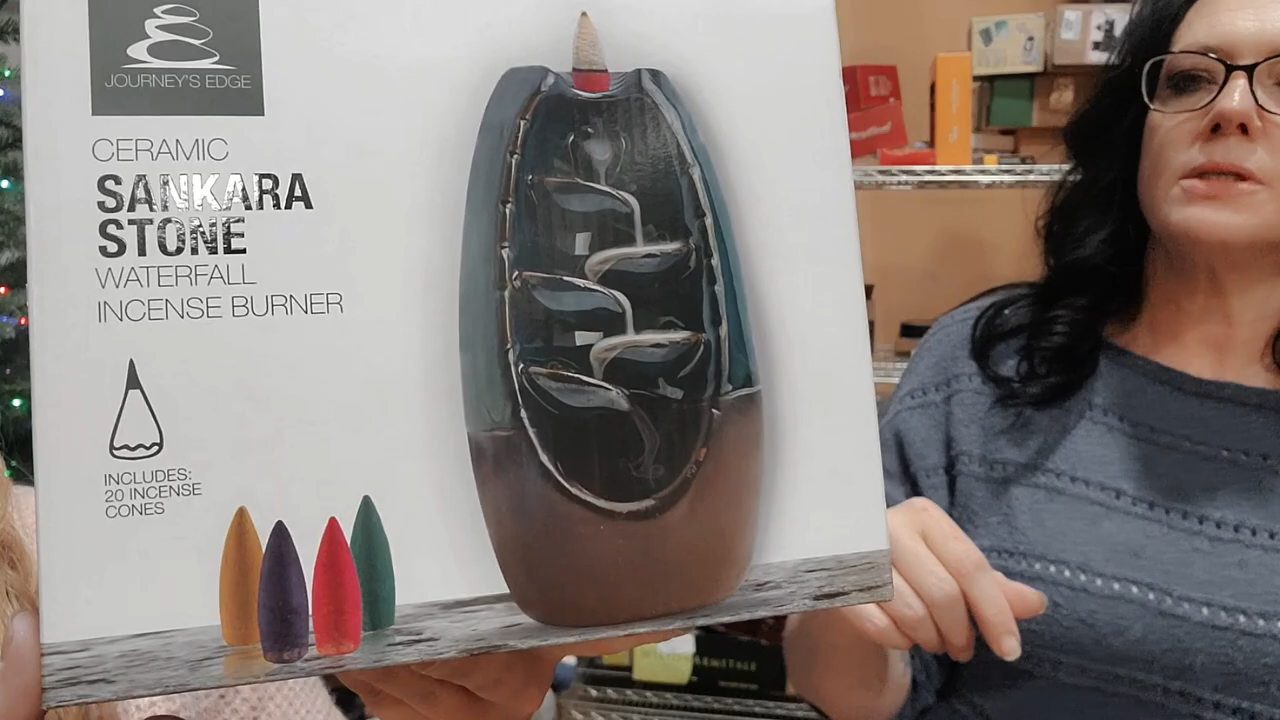 JOURNEY'S EDGE
CERAMIC
SANKARA
STONE
WATERFALL
INCENSE BURNER
INCLUDES:
20 INCENSE
CONES